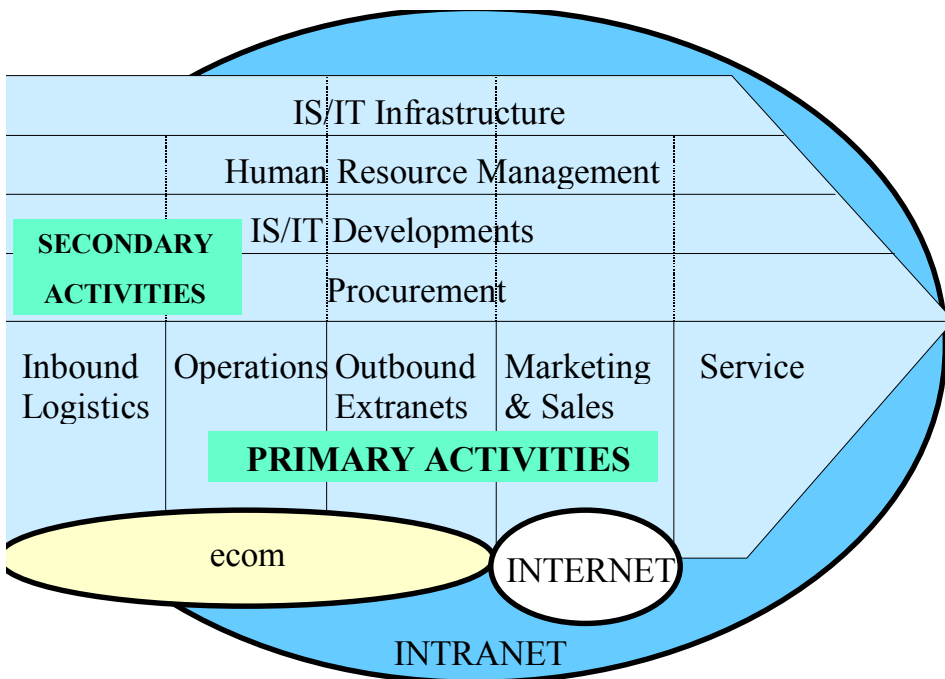 IS/IT Infrastructure
Human Resource Management
IS/IT Developments
SECONDARY
ACTIVITIES
Procurement
Inbound
Logistics
Operations
Outbound
Extranets
Marketing
& Sales
Service
PRIMARY ACTIVITIES
ecom
INTERNET
INTRANET